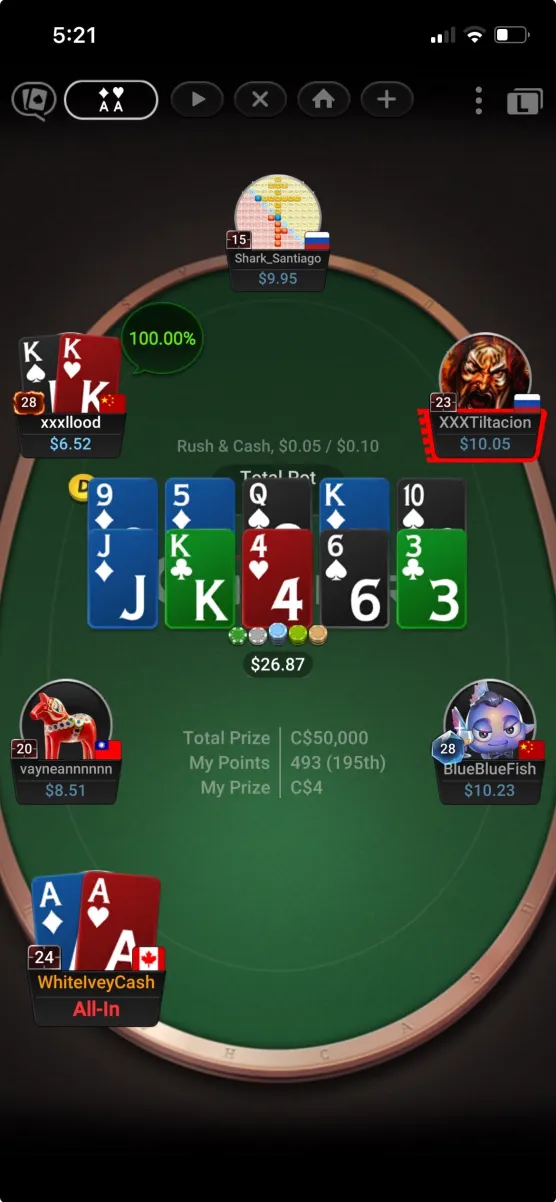 5:21
A A
L
15
Shark_Santiago
$9.95
K K K
100.00%
28
xxxllood
$6.52
23
XXXTiltacion
$10.05
Rush & Cash, $0.05 / $0.10
Total Pot
D
9 5 Q K 10
J J K K 4 4 6 6 3 3
$26.87
Total Prize C$50,000
My Points 493 (195th)
My Prize C$4
20
vayneannnnnn
$8.51
28
BlueBlueFish
$10.23
A A A
24
WhitelveyCash
All-In
H C A S H